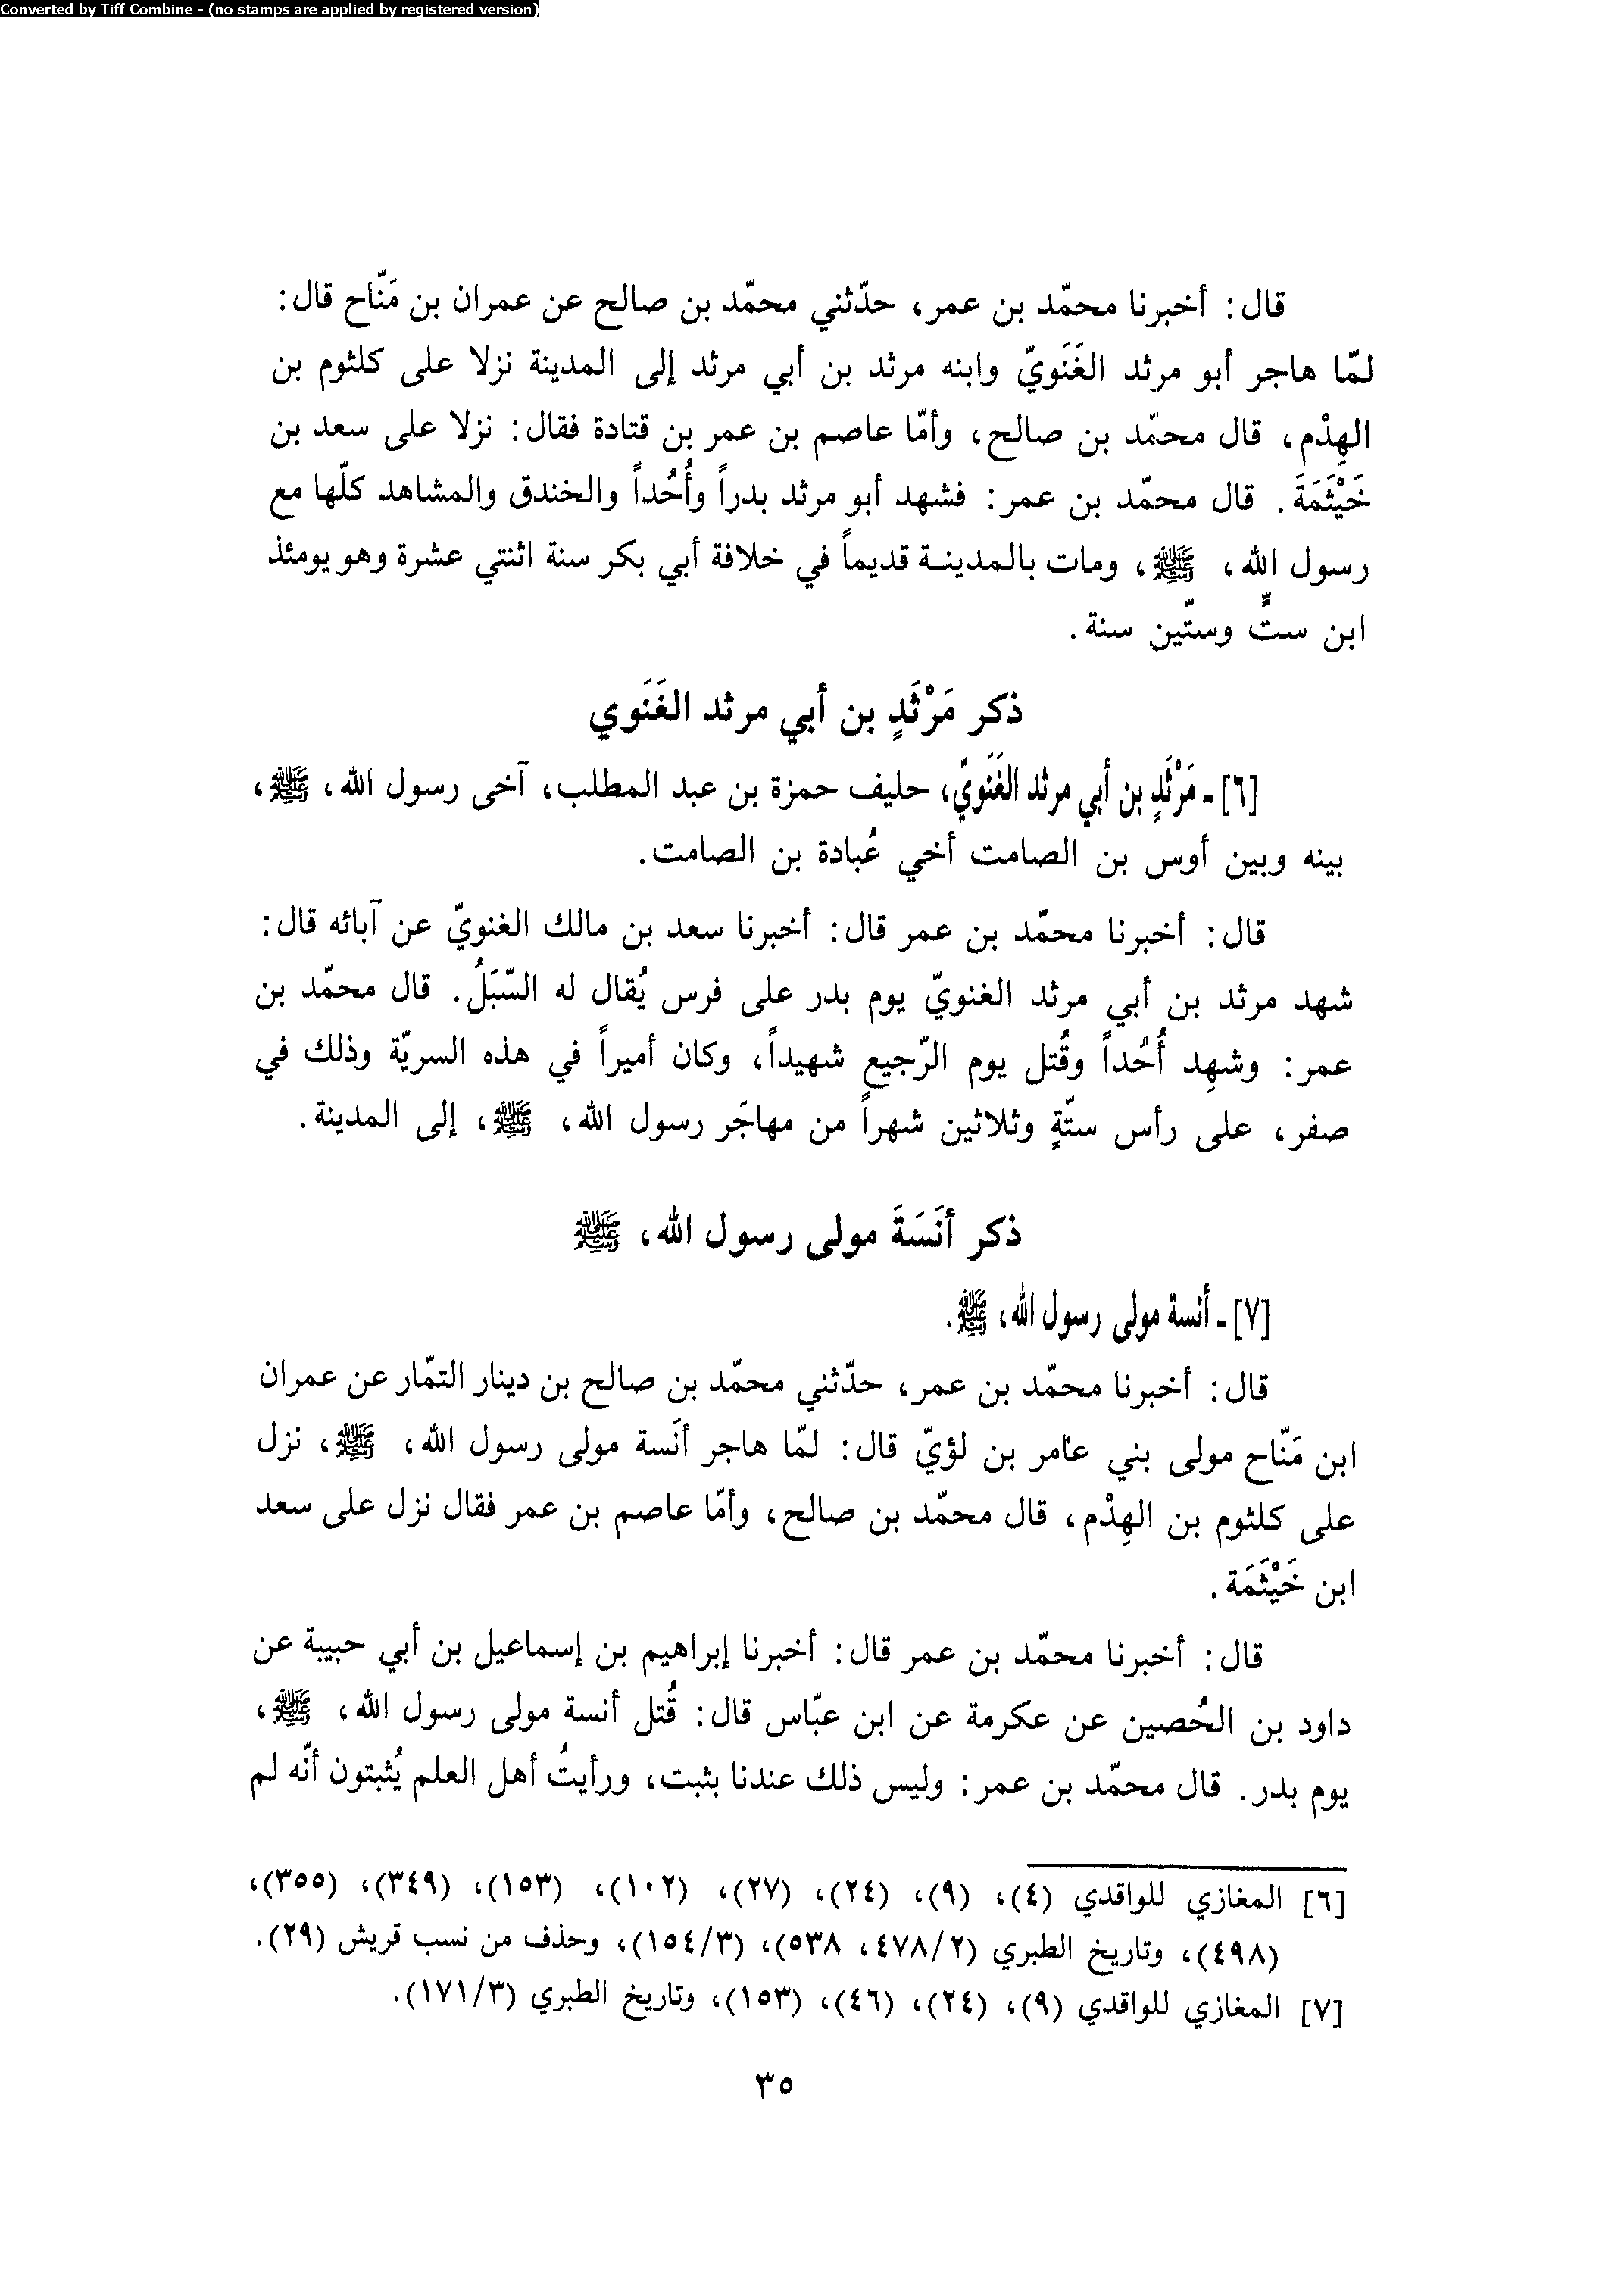 Converted by Tiff Combine - (no stamps are applied by registered version)
قال: أخبرنا محمّد بن عمر، حدّثني محمّد بن صالح عن عمران بن مَنّاح قال:
لمّا هاجر أبو مرثد الغَنَويّ وابنه مرثد بن أبي مرثد إلى المدينة نزلا على كلثوم بن
الهِدْم، قال محمّد بن صالح، وأمّا عاصم بن عمر بن قتادة فقال: نزلا على سعد بن
خَيْثَمَةَ. قال محمّد بن عمر: فشهد أبو مرثد بدراً وأُحُداً والخندق والمشاهد كلّها مع
رسول الله، ﷺ، ومات بالمدينة قديماً في خلافة أبي بكر سنة اثنتي عشرة وهو يومئذ
ابن ستٍّ وستّين سنة.
ذكر مَرْثَدٍ بن أبي مرثد الغَنَوي
[٦] ـ مَرْثَدٍ بن أبي مرثد الغَنَويّ، حليف حمزة بن عبد المطلب، آخى رسول الله، ﷺ،
بينه وبين أوس بن الصامت أخي عُبادة بن الصامت.
قال: أخبرنا محمّد بن عمر قال: أخبرنا سعد بن مالك الغنويّ عن آبائه قال:
شهد مرثد بن أبي مرثد الغنويّ يوم بدر على فرس يُقال له السّبَلُ. قال محمّد بن
عمر: وشهِد أُحُداً وقُتل يوم الرّجيع شهيداً، وكان أميراً في هذه السريّة وذلك في
صفر، على رأس ستّةٍ وثلاثين شهراً من مهاجَر رسول الله، ﷺ، إلى المدينة.
ذكر أنَسَةَ مولى رسول الله، ﷺ
[٧] ـ أنسة مولى رسول الله، ﷺ.
قال: أخبرنا محمّد بن عمر، حدّثني محمّد بن صالح بن دينار التمّار عن عمران
ابن مَنّاح مولى بني عامر بن لؤيّ قال: لمّا هاجر أنَسة مولى رسول الله، ﷺ، نزل
على كلثوم بن الهِدْم، قال محمّد بن صالح، وأمّا عاصم بن عمر فقال نزل على سعد
ابن خَيْثَمَة.
قال: أخبرنا محمّد بن عمر قال: أخبرنا إبراهيم بن إسماعيل بن أبي حبيبة عن
داود بن الحُصين عن عكرمة عن ابن عبّاس قال: قُتل أنسة مولى رسول الله، ﷺ،
يوم بدر. قال محمّد بن عمر: وليس ذلك عندنا بثبت، ورأيتُ أهل العلم يُثبتون أنّه لم
[٦] المغازي للواقدي (٤)، (٩)، (٢٤)، (٢٧)، (١٠٢)، (١٥٣)، (٣٤٩)، (٣٥٥)،
(٤٩٨)، وتاريخ الطبري (٤٧٨/٢، ٥٣٨)، (١٥٤/٣)، وحذف من نسب قريش (٢٩).
[٧] المغازي للواقدي (٩)، (٢٤)، (٤٦)، (١٥٣)، وتاريخ الطبري (١٧١/٣).
٣٥